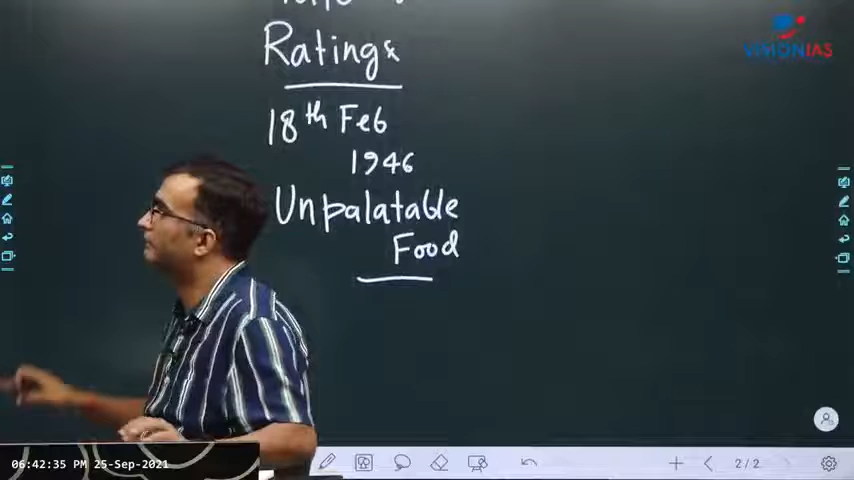 Ratings
18th Feb
1946
Unpalatable
Food
VISIONIAS
06:42:35 PM 25-Sep-2021
2/2